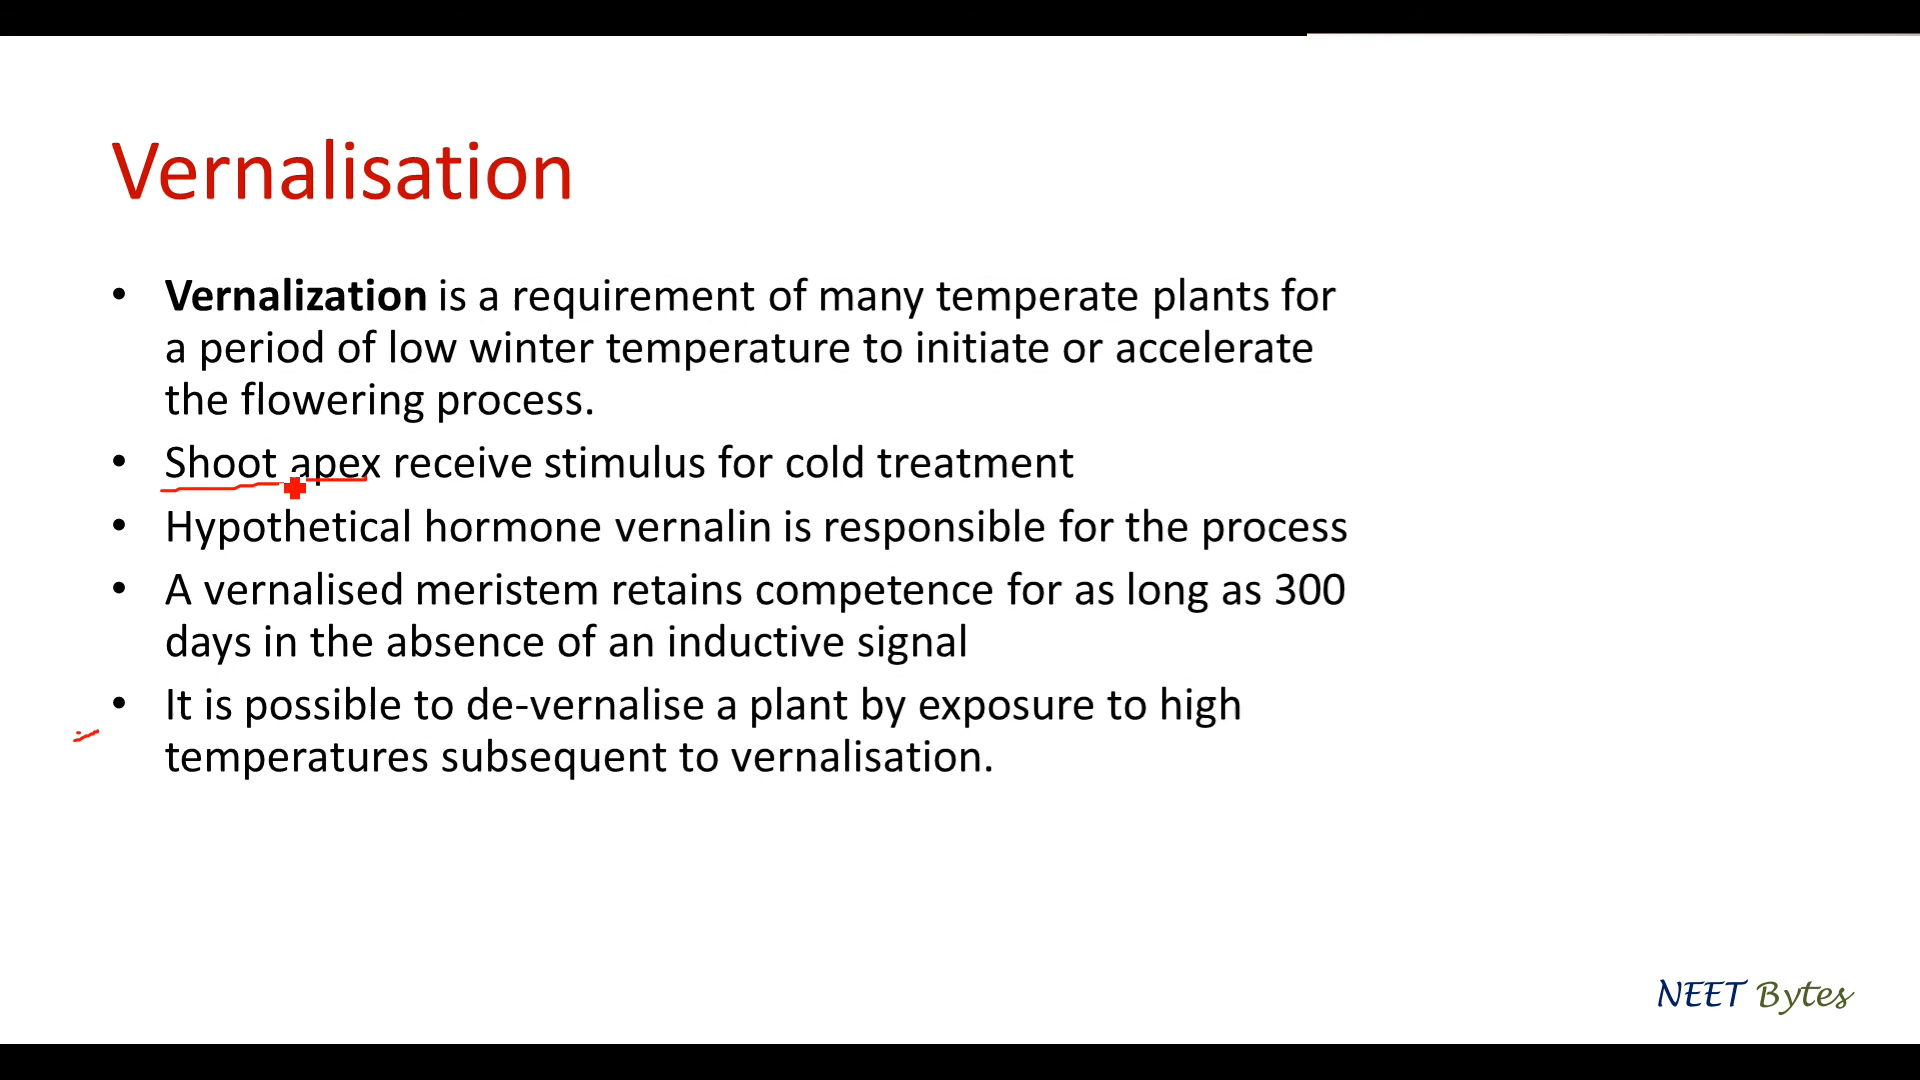 Vernalisation
• Vernalization is a requirement of many temperate plants for
a period of low winter temperature to initiate or accelerate
the flowering process.
• Shoot apex receive stimulus for cold treatment
• Hypothetical hormone vernalin is responsible for the process
• A vernalised meristem retains competence for as long as 300
days in the absence of an inductive signal
• It is possible to de-vernalise a plant by exposure to high
temperatures subsequent to vernalisation.
NEET Bytes